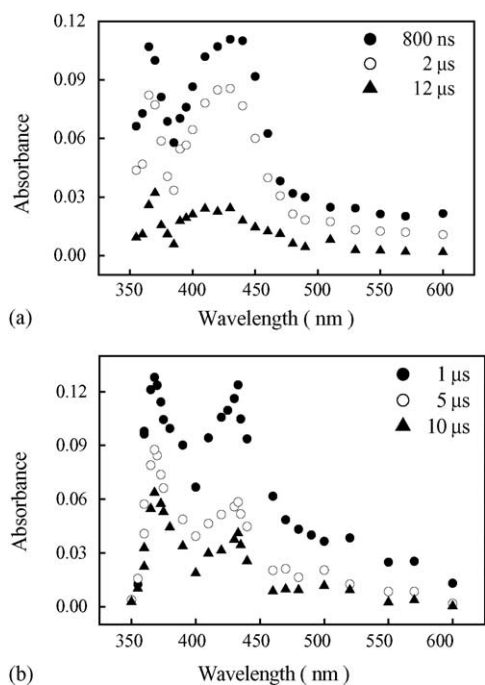 0.12
0.09
0.06
0.03
0.00
Absorbance
800 ns
2 μs
12 μs
350 400 450 500 550 600
Wavelength ( nm )
(a)
0.12
0.09
0.06
0.03
0.00
Absorbance
1 μs
5 μs
10 μs
350 400 450 500 550 600
Wavelength ( nm )
(b)